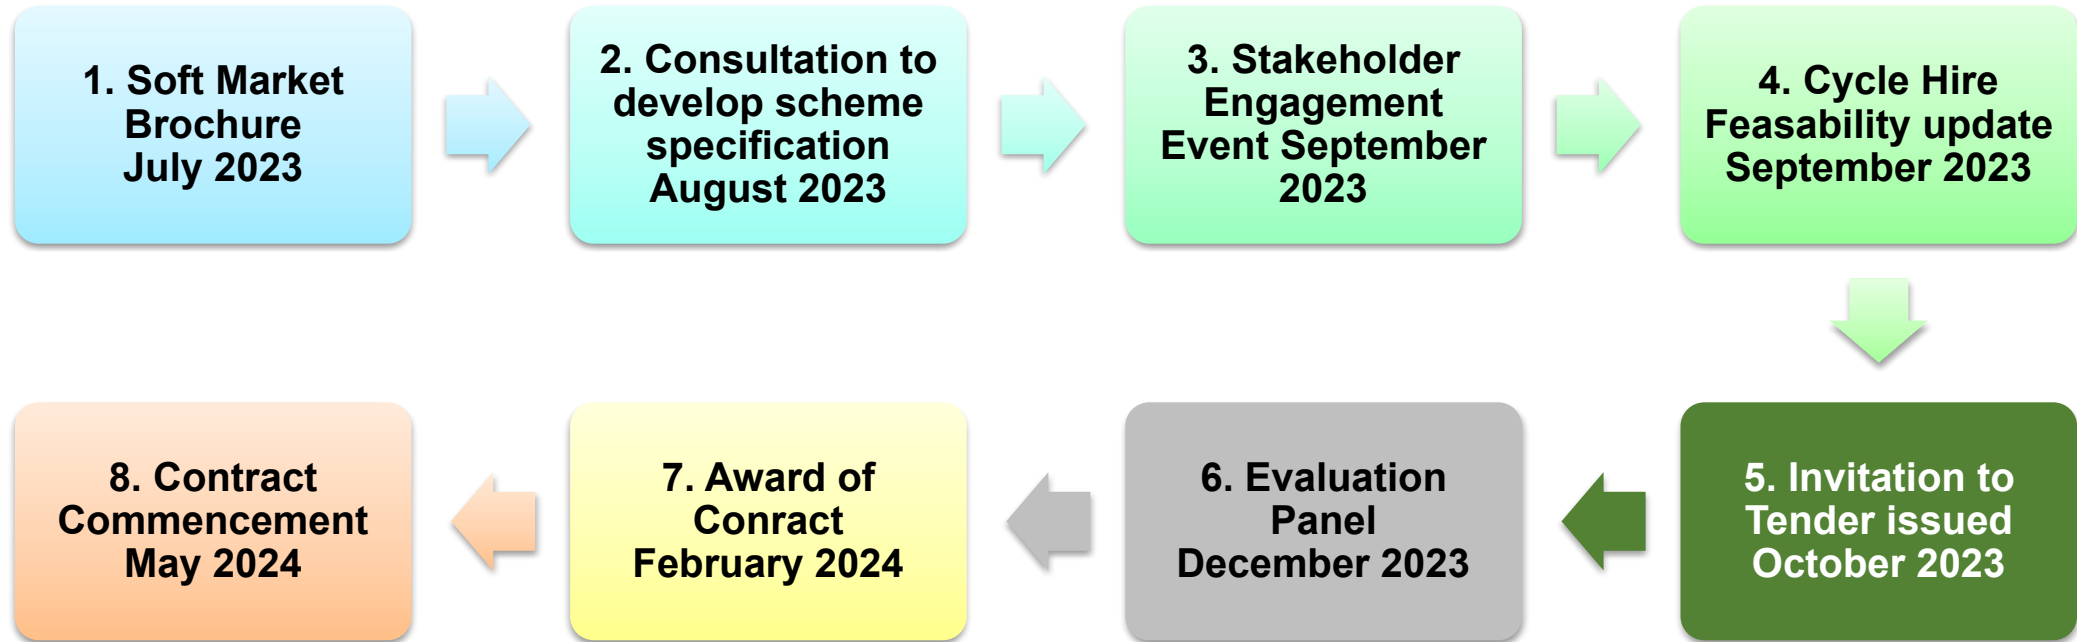 1. Soft Market
Brochure
July 2023
2. Consultation to
develop scheme
specification
August 2023
3. Stakeholder
Engagement
Event September
2023
4. Cycle Hire
Feasability update
September 2023
5. Invitation to
Tender issued
October 2023
6. Evaluation
Panel
December 2023
7. Award of
Conract
February 2024
8. Contract
Commencement
May 2024